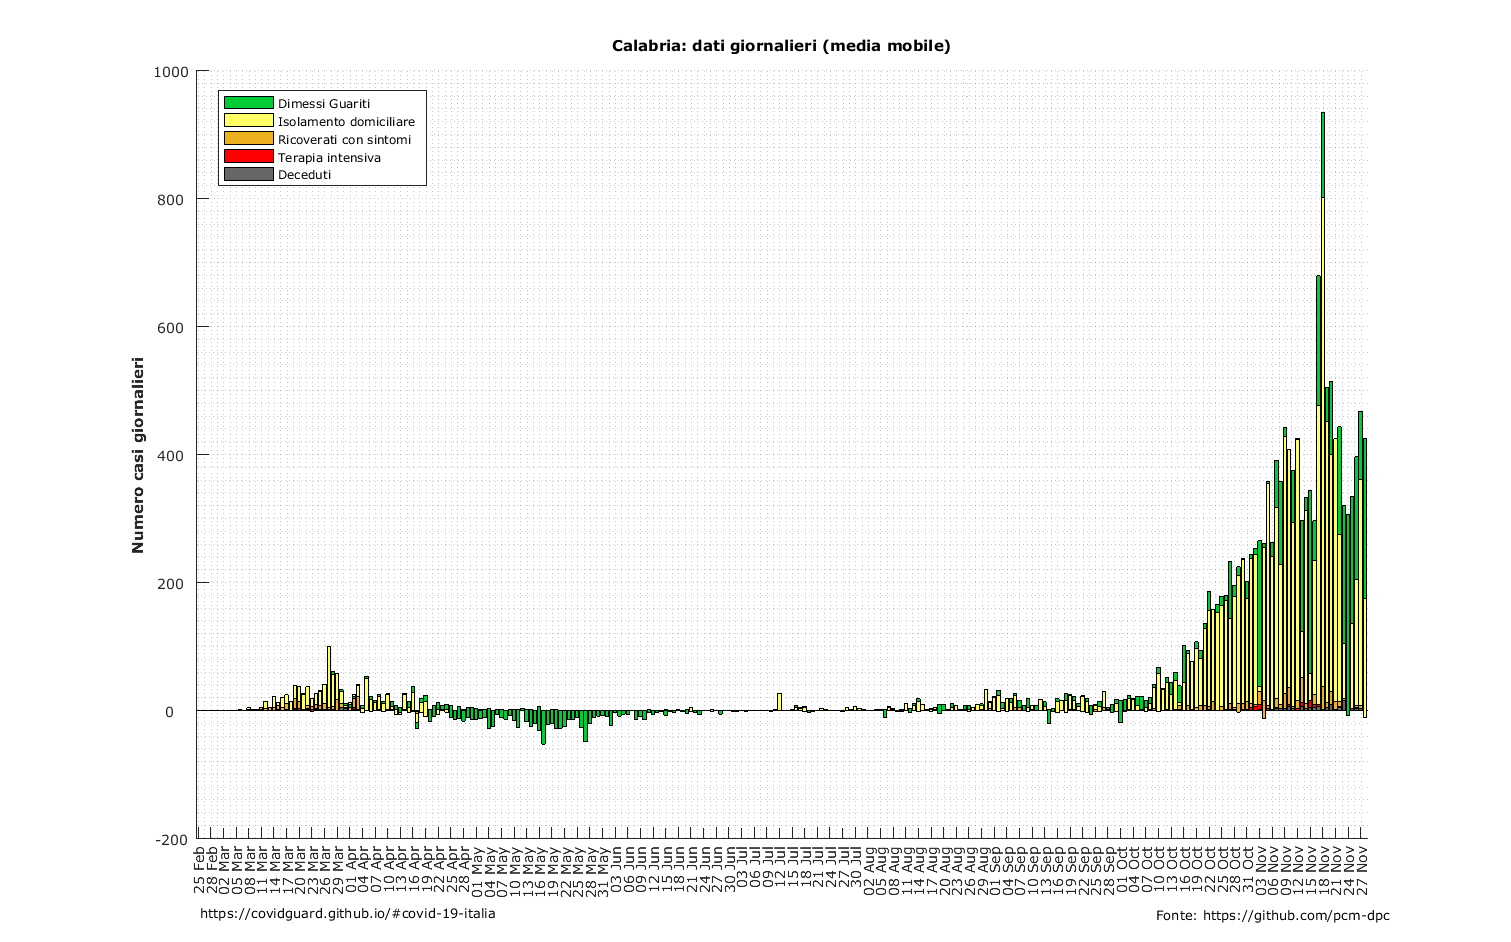 Calabria: dati giornalieri (media mobile)
1000
800
600
400
200
0
-200
Numero casi giornalieri
Dimessi Guariti
Isolamento domiciliare
Ricoverati con sintomi
Terapia intensiva
Deceduti
25 Feb
28 Feb
02 Mar
05 Mar
08 Mar
11 Mar
14 Mar
17 Mar
20 Mar
23 Mar
26 Mar
29 Mar
01 Apr
04 Apr
07 Apr
10 Apr
13 Apr
16 Apr
19 Apr
22 Apr
25 Apr
28 Apr
01 May
04 May
07 May
10 May
13 May
16 May
19 May
22 May
25 May
28 May
31 May
03 Jun
06 Jun
09 Jun
12 Jun
15 Jun
18 Jun
21 Jun
24 Jun
27 Jun
30 Jun
03 Jul
06 Jul
09 Jul
12 Jul
15 Jul
18 Jul
21 Jul
24 Jul
27 Jul
30 Jul
02 Aug
05 Aug
08 Aug
11 Aug
14 Aug
17 Aug
20 Aug
23 Aug
26 Aug
29 Aug
01 Sep
04 Sep
07 Sep
10 Sep
13 Sep
16 Sep
19 Sep
22 Sep
25 Sep
28 Sep
01 Oct
04 Oct
07 Oct
10 Oct
13 Oct
16 Oct
19 Oct
22 Oct
25 Oct
28 Oct
31 Oct
03 Nov
06 Nov
09 Nov
12 Nov
15 Nov
18 Nov
21 Nov
24 Nov
27 Nov
https://covidguard.github.io/#covid-19-italia
Fonte: https://github.com/pcm-dpc